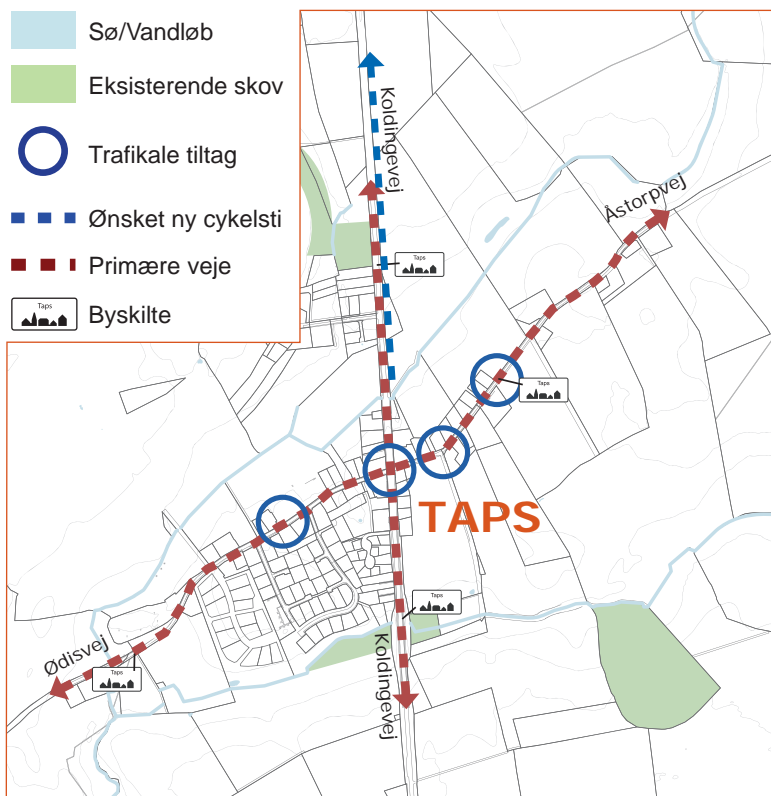 Sø/Vandløb
Eksisterende skov
Trafikale tiltag
Ønsket ny cykelsti
Primære veje
Taps
Byskilte
Koldingevej
Åstorpvej
Taps
Taps
TAPS
Taps
Koldingevej
Ødisvej
Taps